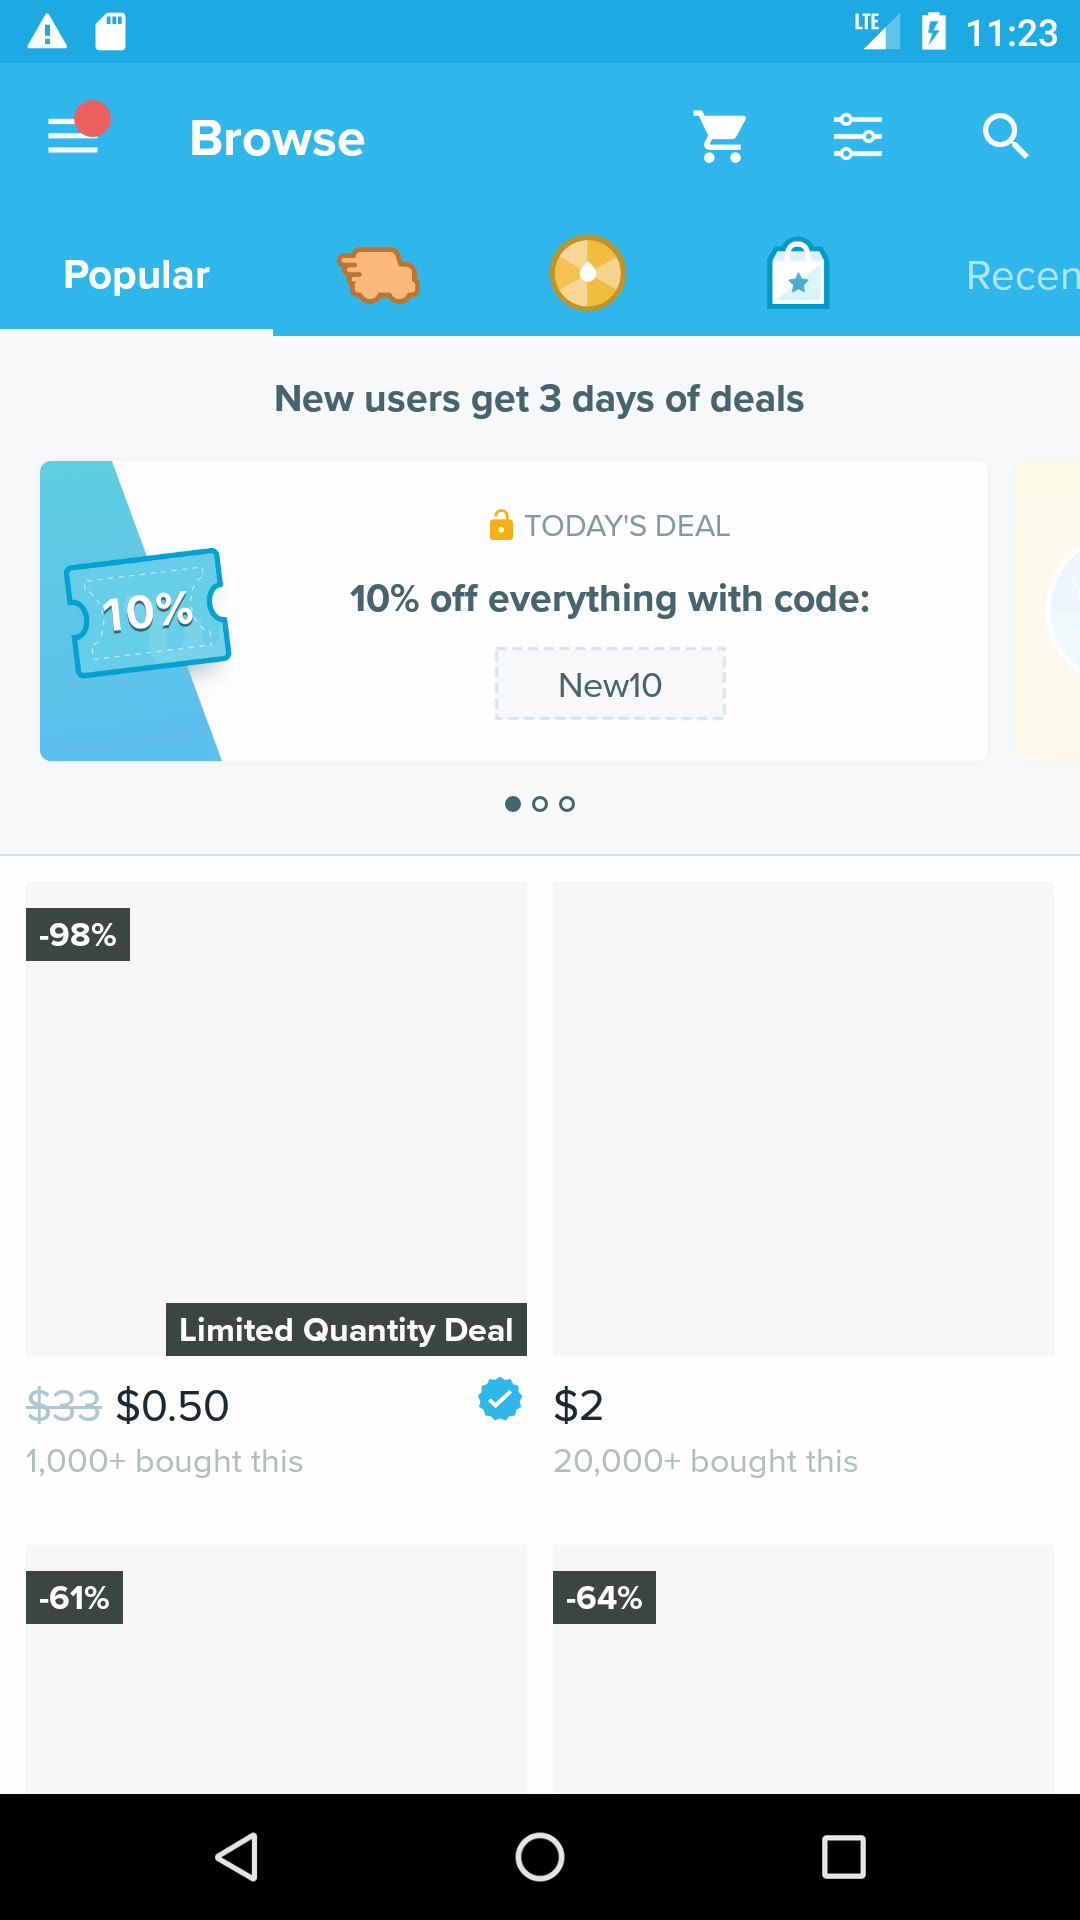 LTE 11:23
Browse
Popular
Recen
New users get 3 days of deals
TODAY'S DEAL
10%
10% off everything with code:
New10
-98%
Limited Quantity Deal
$33 $0.50
$2
1,000+ bought this
20,000+ bought this
-61%
-64%